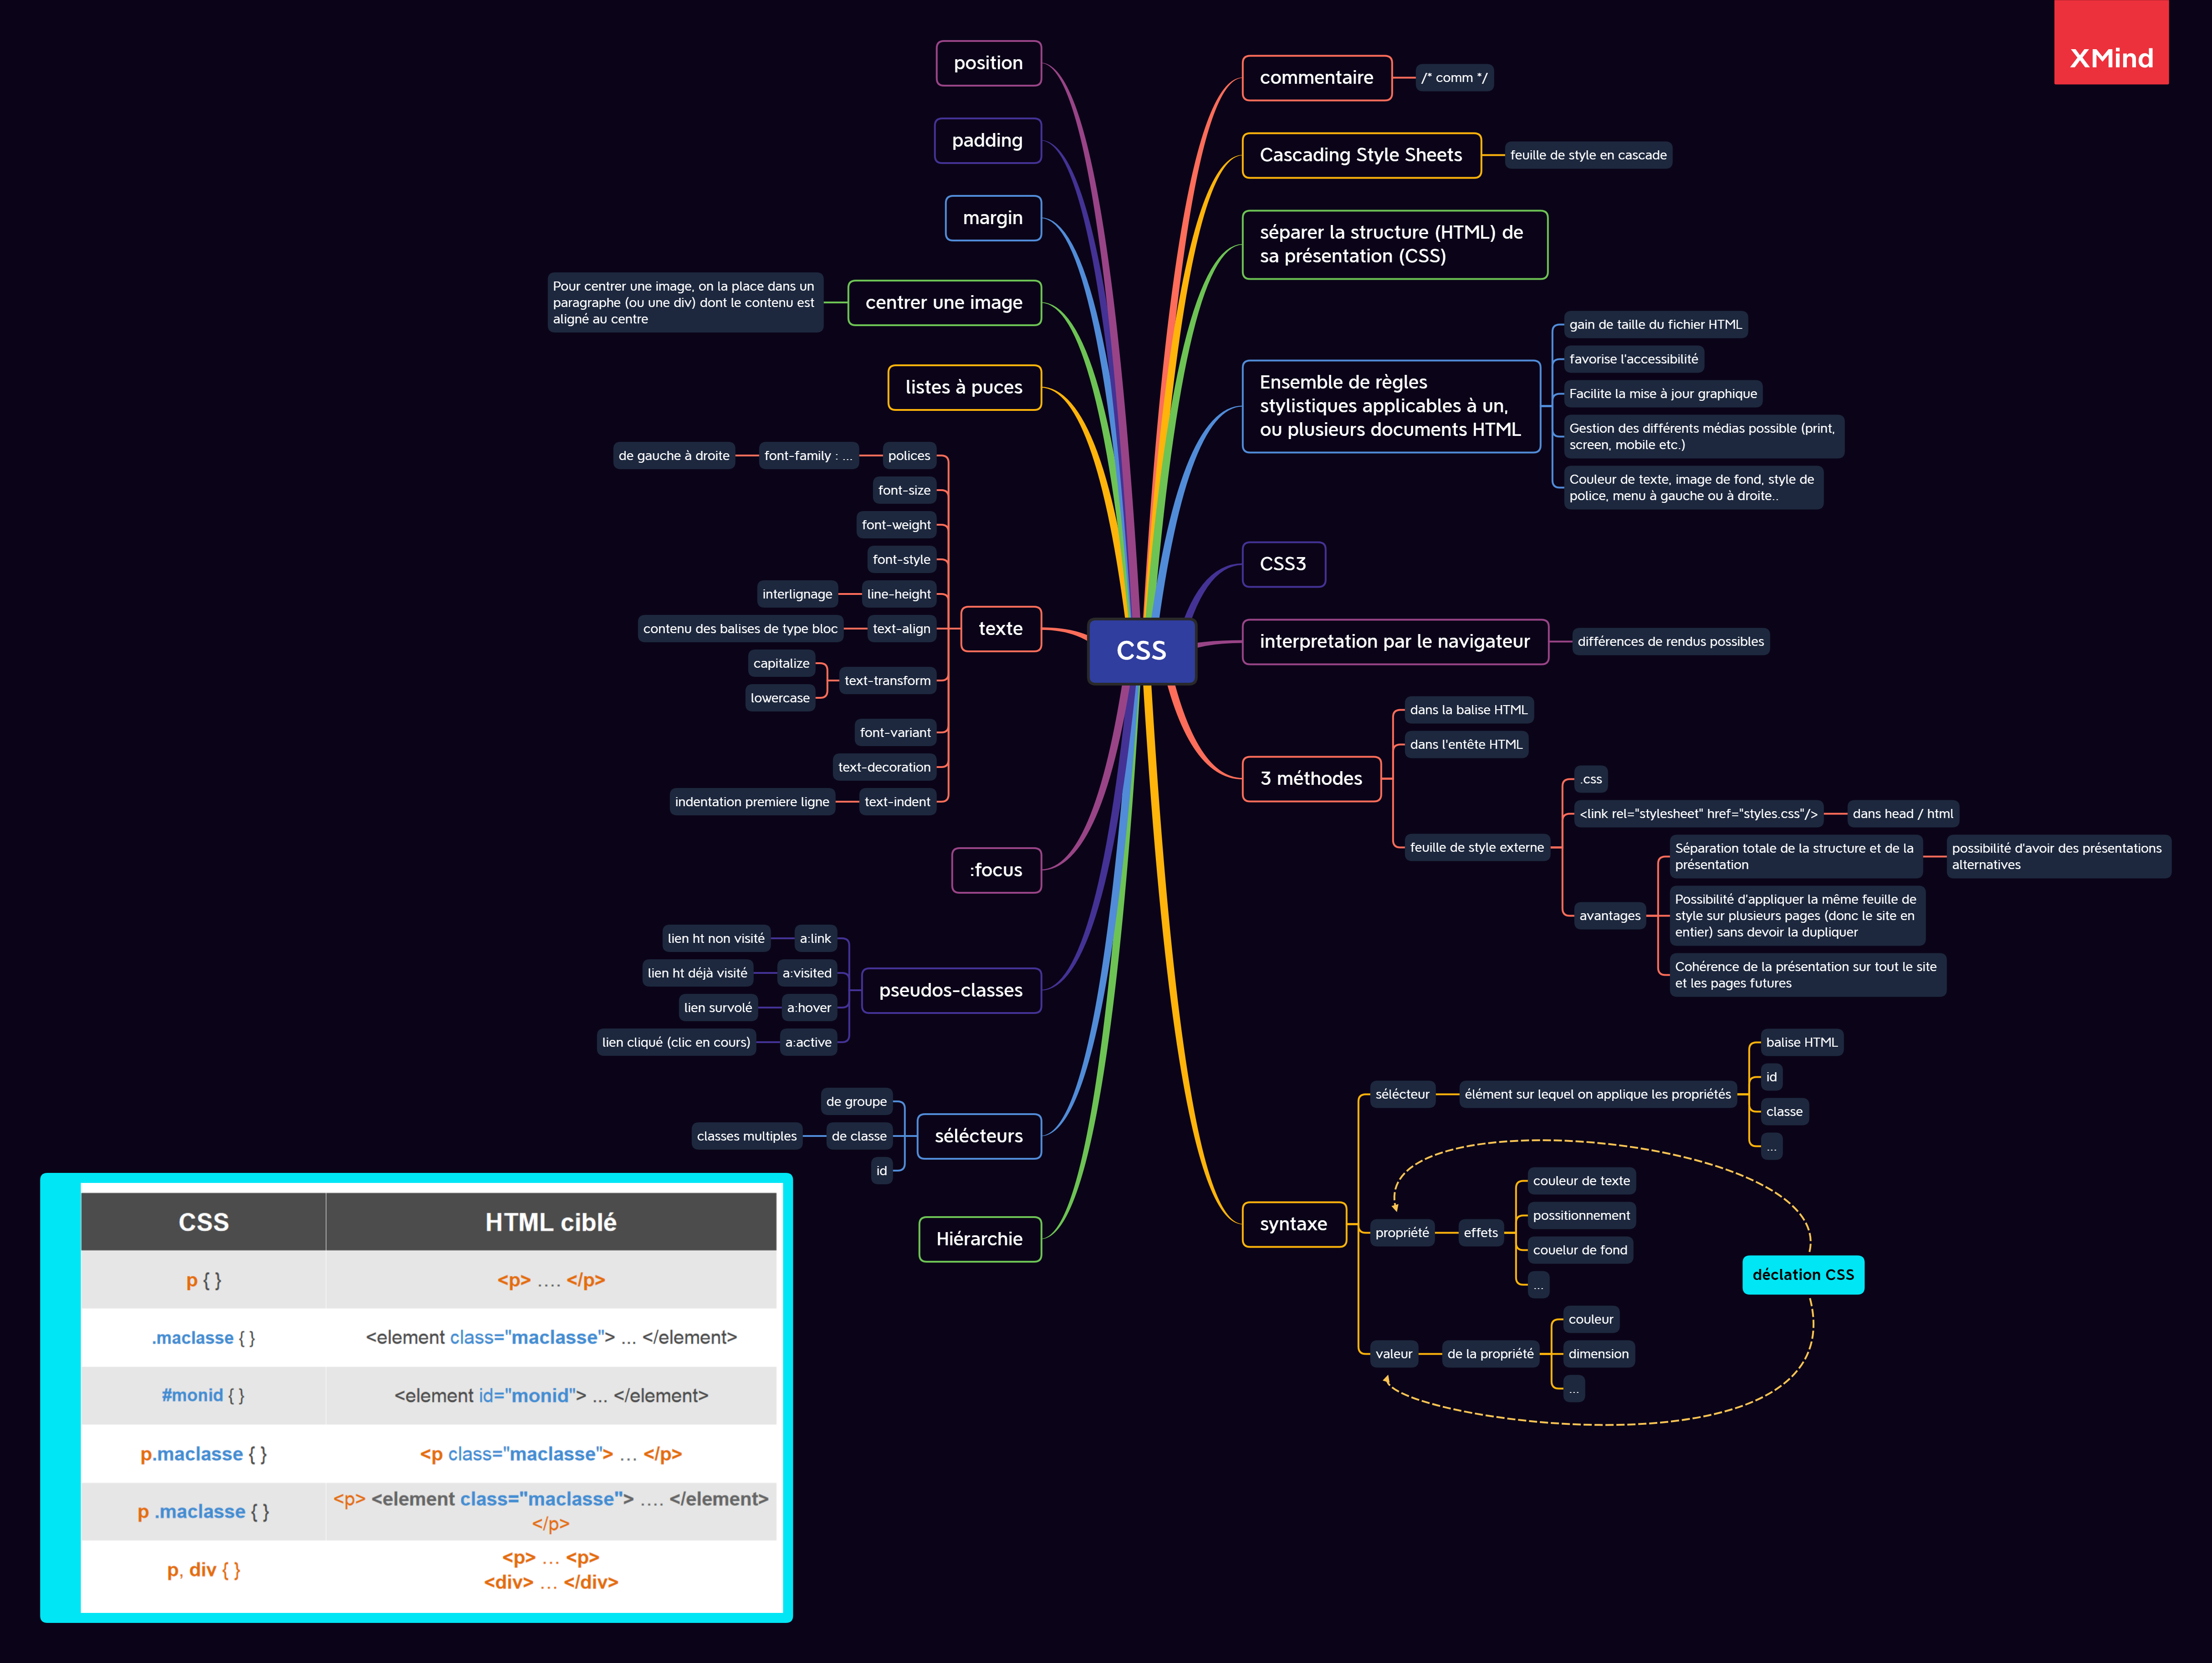 XMind
CSS
commentaire
/* comm */
Cascading Style Sheets
feuille de style en cascade
séparer la structure (HTML) de
sa présentation (CSS)
Ensemble de règles
stylistiques applicables à un,
ou plusieurs documents HTML
gain de taille du fichier HTML
favorise l'accessibilité
Facilite la mise à jour graphique
Gestion des différents médias possible (print,
screen, mobile etc.)
Couleur de texte, image de fond, style de
police, menu à gauche ou à droite..
CSS3
interpretation par le navigateur
différences de rendus possibles
3 méthodes
dans la balise HTML
dans l'entête HTML
feuille de style externe
.css
<link rel="stylesheet" href="styles.css"/>
dans head / html
avantages
Séparation totale de la structure et de la
présentation
possibilité d'avoir des présentations
alternatives
Possibilité d'appliquer la même feuille de
style sur plusieurs pages (donc le site en
entier) sans devoir la dupliquer
Cohérence de la présentation sur tout le site
et les pages futures
syntaxe
sélécteur
élément sur lequel on applique les propriétés
balise HTML
id
classe
...
propriété
effets
couleur de texte
possitionnement
couelur de fond
...
valeur
de la propriété
couleur
dimension
...
déclation CSS
position
padding
margin
centrer une image
Pour centrer une image, on la place dans un
paragraphe (ou une div) dont le contenu est
aligné au centre
listes à puces
texte
polices
font-family : ...
de gauche à droite
font-size
font-weight
font-style
line-height
interlignage
text-align
contenu des balises de type bloc
text-transform
capitalize
lowercase
font-variant
text-decoration
text-indent
indentation premiere ligne
:focus
pseudos-classes
a:link
lien ht non visité
a:visited
lien ht déjà visité
a:hover
lien survolé
a:active
lien cliqué (clic en cours)
sélécteurs
de groupe
de classe
classes multiples
id
Hiérarchie
CSS HTML ciblé
p { } <p> .... </p>
.maclasse { } <element class="maclasse"> ... </element>
#monid { } <element id="monid"> ... </element>
p.maclasse { } <p class="maclasse"> ... </p>
p .maclasse { } <p> <element class="maclasse"> .... </element>
</p>
p, div { } <p> ... <p>
<div> ... </div>